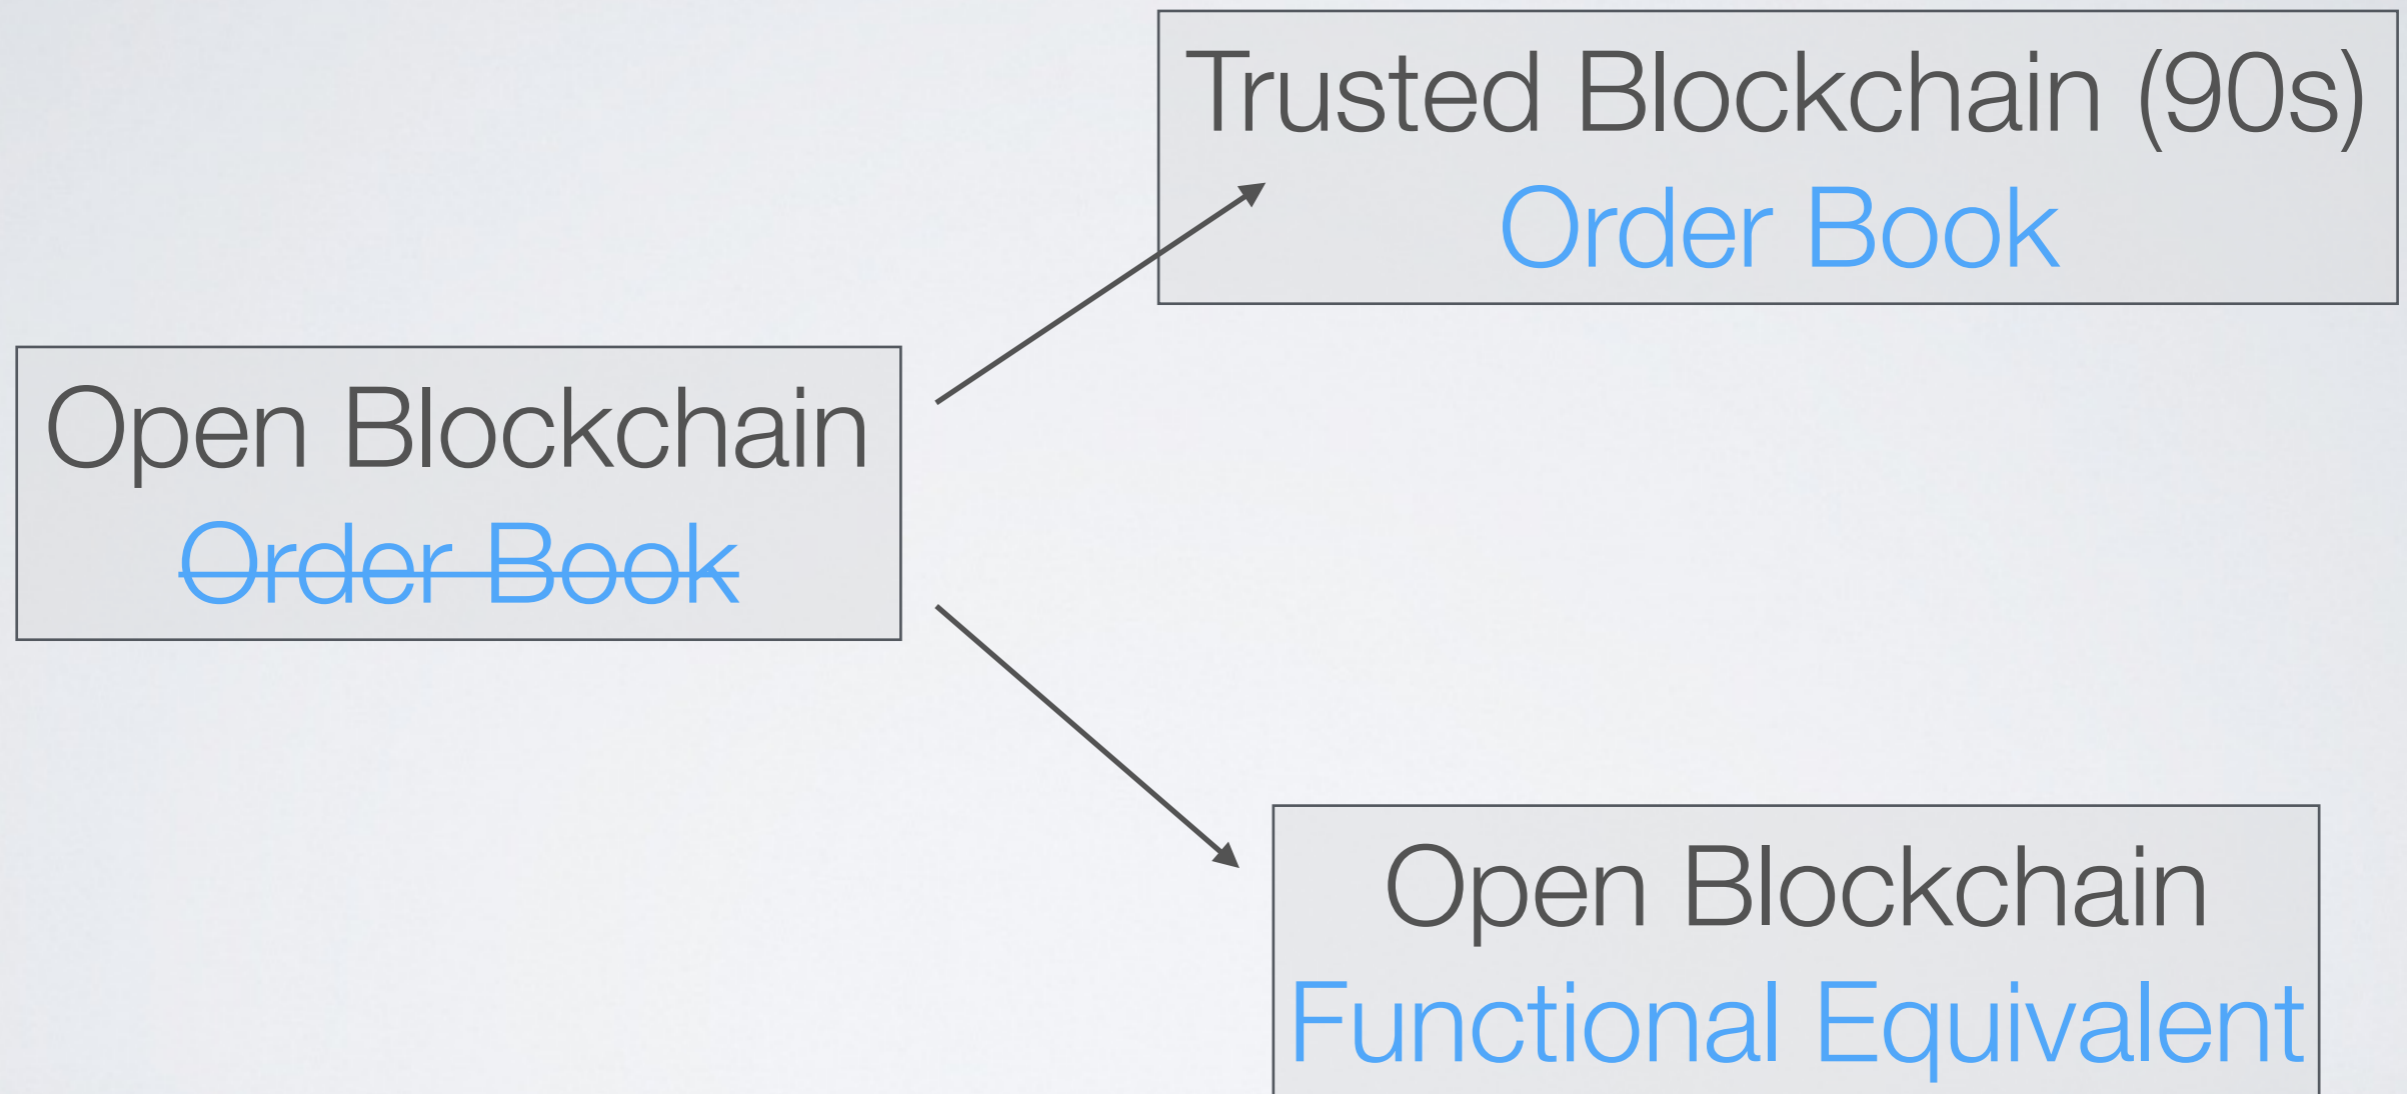 Trusted Blockchain (90s)
Order Book
Open Blockchain
Order Book
Open Blockchain
Functional Equivalent